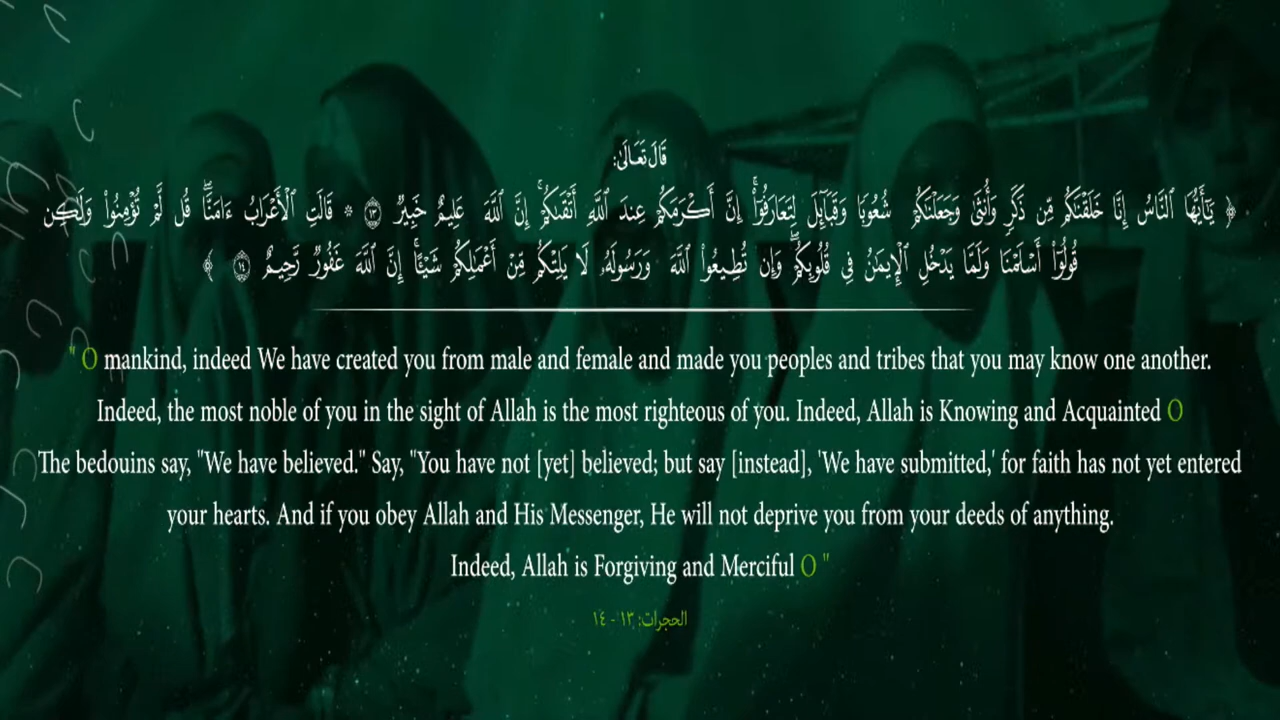 قَالَ تَعَالَىٰ:
﴿ يَٰٓأَيُّهَا ٱلنَّاسُ إِنَّا خَلَقْنَٰكُم مِّن ذَكَرٍ وَأُنثَىٰ وَجَعَلْنَٰكُمْ شُعُوبًا وَقَبَآئِلَ لِتَعَارَفُوٓا۟ ۚ إِنَّ أَكْرَمَكُمْ عِندَ ٱللَّهِ أَتْقَىٰكُمْ ۚ إِنَّ ٱللَّهَ عَلِيمٌ خَبِيرٌ ١٣ * قَالَتِ ٱلْأَعْرَابُ ءَامَنَّا ۖ قُل لَّمْ تُؤْمِنُوا۟ وَلَٰكِن
قُولُوٓا۟ أَسْلَمْنَا وَلَمَّا يَدْخُلِ ٱلْإِيمَٰنُ فِى قُلُوبِكُمْ ۖ وَإِن تُطِيعُوا۟ ٱللَّهَ وَرَسُولَهُۥ لَا يَلِتْكُم مِّنْ أَعْمَٰلِكُمْ شَيْـًٔا ۚ إِنَّ ٱللَّهَ غَفُورٌ رَّحِيمٌ ١٤ ﴾
" O mankind, indeed We have created you from male and female and made you peoples and tribes that you may know one another.
Indeed, the most noble of you in the sight of Allah is the most righteous of you. Indeed, Allah is Knowing and Acquainted O
The bedouins say, "We have believed." Say, "You have not [yet] believed; but say [instead], 'We have submitted,' for faith has not yet entered
your hearts. And if you obey Allah and His Messenger, He will not deprive you from your deeds of anything.
Indeed, Allah is Forgiving and Merciful O "
الحجرات: ١٣ - ١٤